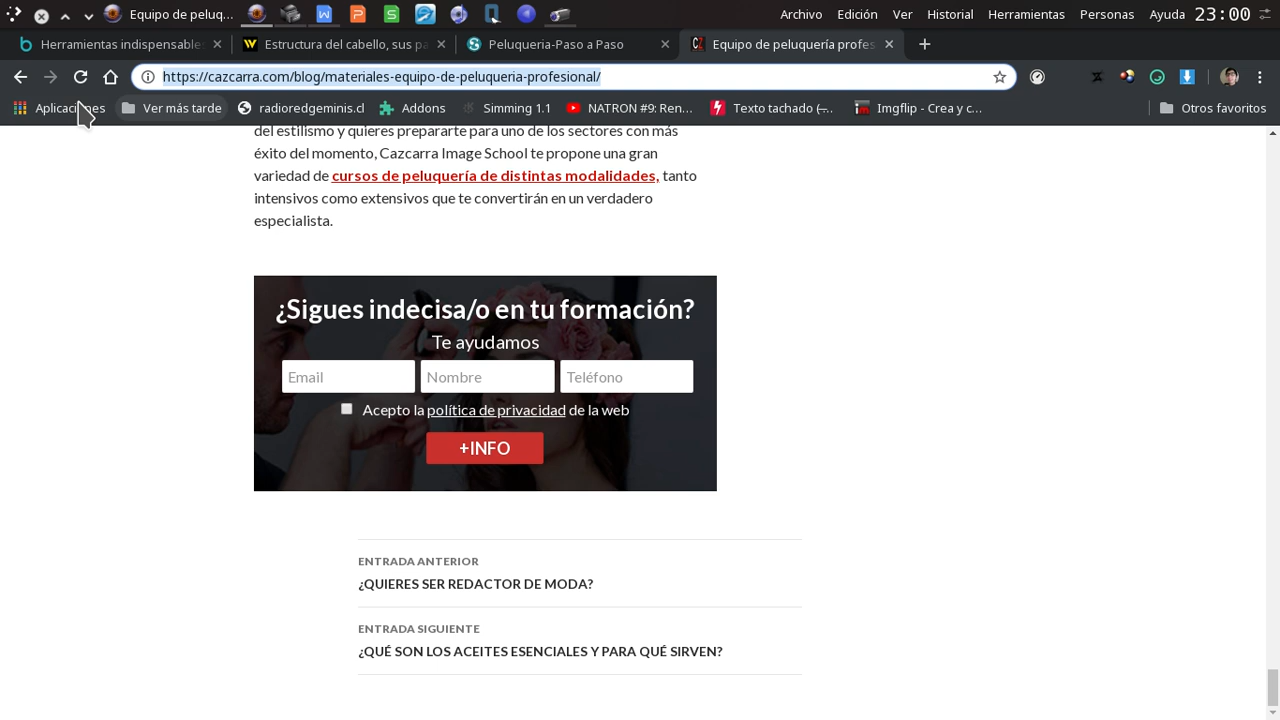 Equipo de peluq...
Archivo Edición Ver Historial Herramientas Personas Ayuda 23:00
Herramientas indispensables
Estructura del cabello, sus pa
Peluqueria-Paso a Paso
Equipo de peluquería profes
https://cazcarra.com/blog/materiales-equipo-de-peluqueria-profesional/
Aplicaciones
Ver más tarde
radioredgeminis.cl
Addons
Simming 1.1
NATRON #9: Ren...
Texto tachado (...
Imgflip - Crea y c...
Otros favoritos
del estilismo y quieres prepararte para uno de los sectores con más
éxito del momento, Cazcarra Image School te propone una gran
variedad de cursos de peluquería de distintas modalidades, tanto
intensivos como extensivos que te convertirán en un verdadero
especialista.
¿Sigues indecisa/o en tu formación?
Te ayudamos
Email Nombre Teléfono
Acepto la política de privacidad de la web
+INFO
ENTRADA ANTERIOR
¿QUIERES SER REDACTOR DE MODA?
ENTRADA SIGUIENTE
¿QUÉ SON LOS ACEITES ESENCIALES Y PARA QUÉ SIRVEN?